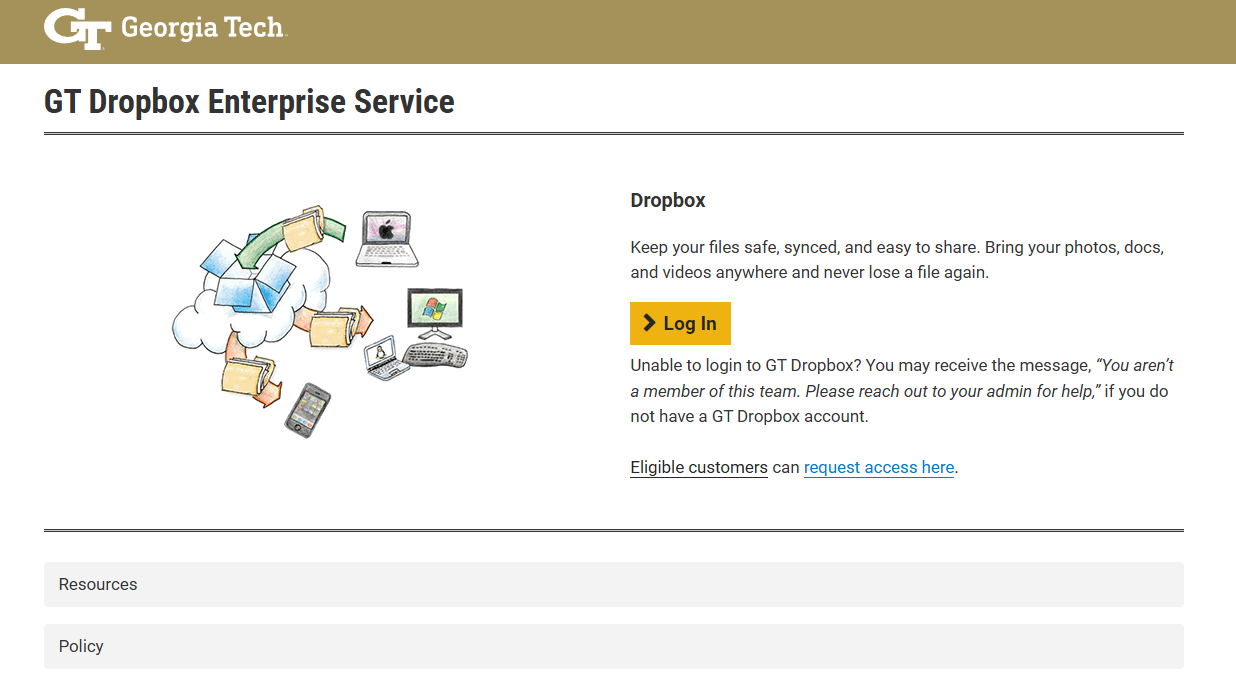 GT Georgia Tech
GT Dropbox Enterprise Service
Dropbox
Keep your files safe, synced, and easy to share. Bring your photos, docs,
and videos anywhere and never lose a file again.
Log In
Unable to login to GT Dropbox? You may receive the message, “You aren’t
a member of this team. Please reach out to your admin for help,” if you do
not have a GT Dropbox account.
Eligible customers can request access here.
Resources
Policy